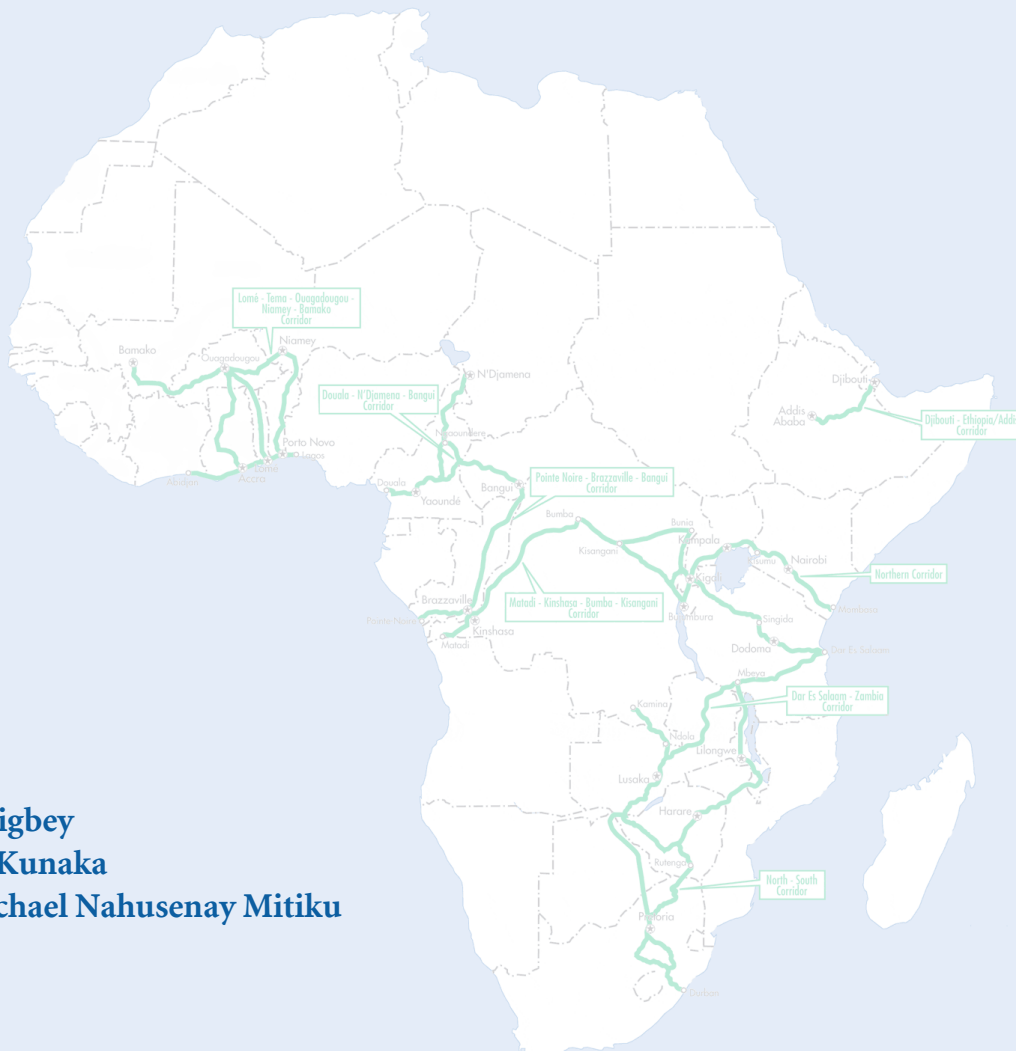 Lomé - Tema - Ouagadougou -
Niamey - Bamako
Corridor
Bamako
Ouagadougou
Niamey
N'Djamena
Djibouti
Addis
Ababa
Djibouti - Ethiopia/Addi
Corridor
Douala - N'Djamena - Bangui
Corridor
Ngaoundere
Porto Novo
Lagos
Lomé
Accra
Abidjan
Douala
Yaoundé
Bangui
Pointe Noire - Brazzaville - Bangui
Corridor
Bumba
Bunia
Kisangani
Kampala
Kisumu
Nairobi
Northern Corridor
Kigali
Mombasa
Matadi - Kinshasa - Bumba - Kisangani
Corridor
Brazzaville
Pointe-Noire
Kinshasa
Matadi
Bujumbura
Singida
Dodoma
Dar Es Salaam
Mbeya
Dar Es Salaam - Zambia
Corridor
Kamina
Ndola
Lilongwe
Lusaka
Harare
igbey
Kunaka
chael Nahusenay Mitiku
Rutenga
North - South
Corridor
Pretoria
Durban